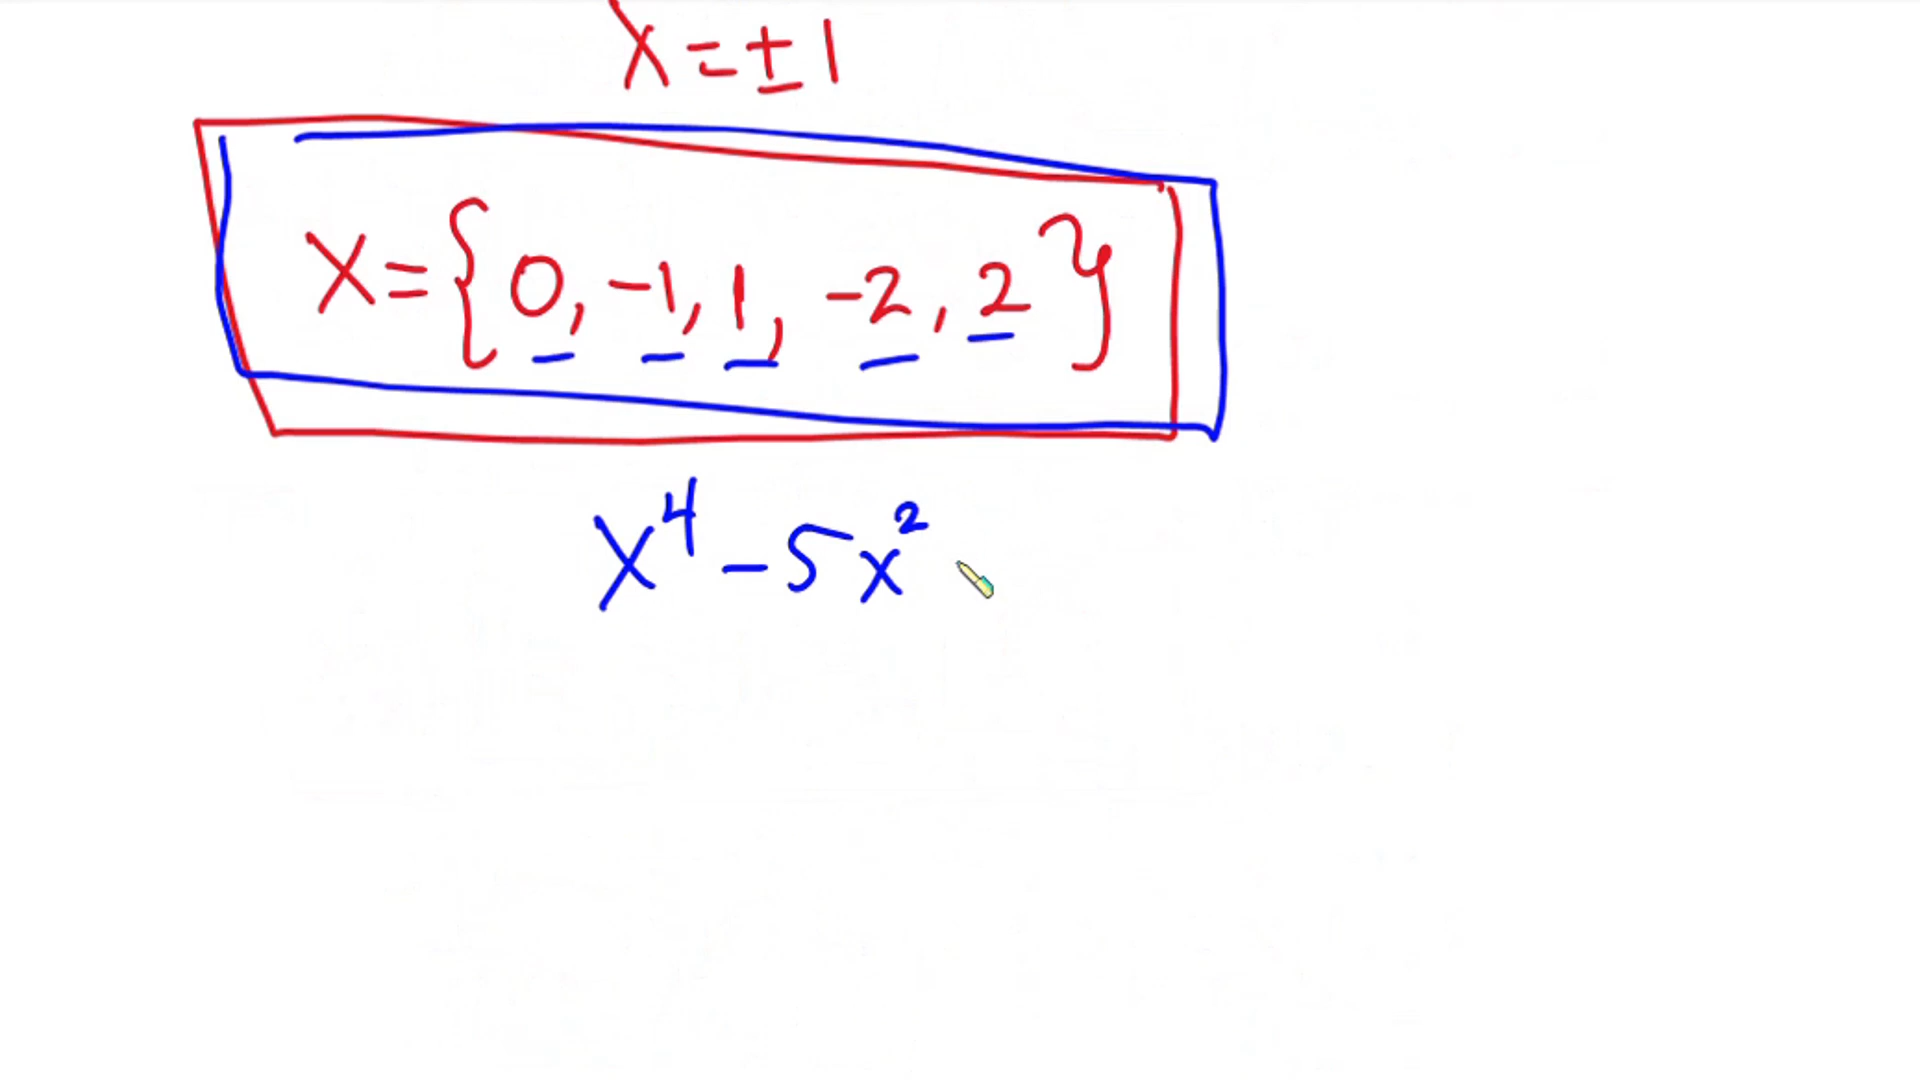 x = ± 1
x = { 0, -1, 1, -2, 2 }
x⁴ - 5x²